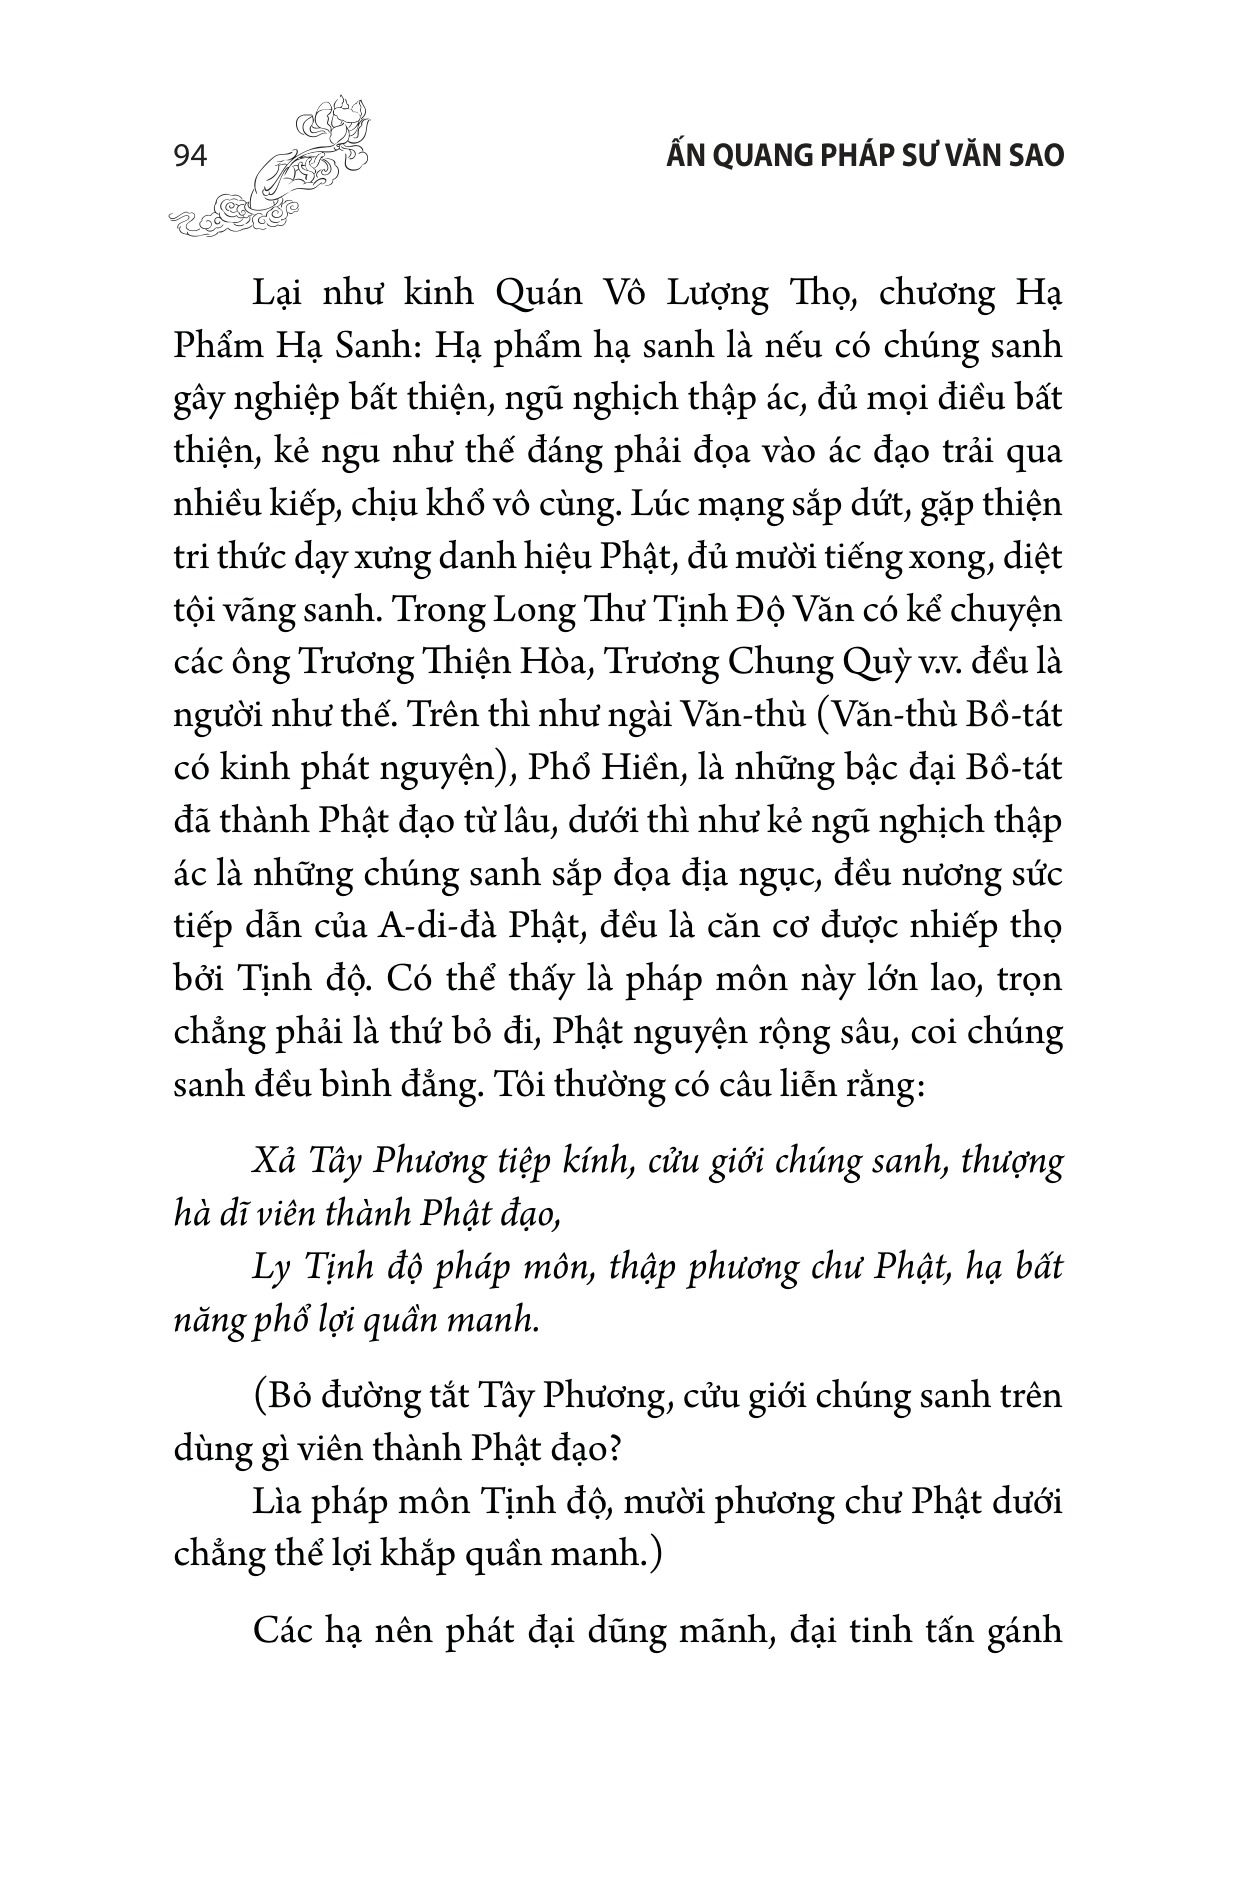 94
ẤN QUANG PHÁP SƯ VĂN SAO
Lại như kinh Quán Vô Lượng Thọ, chương Hạ
Phẩm Hạ Sanh: Hạ phẩm hạ sanh là nếu có chúng sanh
gây nghiệp bất thiện, ngũ nghịch thập ác, đủ mọi điều bất
thiện, kẻ ngu như thế đáng phải đọa vào ác đạo trải qua
nhiều kiếp, chịu khổ vô cùng. Lúc mạng sắp dứt, gặp thiện
tri thức dạy xưng danh hiệu Phật, đủ mười tiếng xong, diệt
tội vãng sanh. Trong Long Thư Tịnh Độ Văn có kể chuyện
các ông Trương Thiện Hòa, Trương Chung Quỳ v.v. đều là
người như thế. Trên thì như ngài Văn-thù (Văn-thù Bồ-tát
có kinh phát nguyện), Phổ Hiền, là những bậc đại Bồ-tát
đã thành Phật đạo từ lâu, dưới thì như kẻ ngũ nghịch thập
ác là những chúng sanh sắp đọa địa ngục, đều nương sức
tiếp dẫn của A-di-đà Phật, đều là căn cơ được nhiếp thọ
bởi Tịnh độ. Có thể thấy là pháp môn này lớn lao, trọn
chẳng phải là thứ bỏ đi, Phật nguyện rộng sâu, coi chúng
sanh đều bình đẳng. Tôi thường có câu liễn rằng:
Xả Tây Phương tiệp kính, cửu giới chúng sanh, thượng
hà dĩ viên thành Phật đạo,
Ly Tịnh độ pháp môn, thập phương chư Phật, hạ bất
năng phổ lợi quần manh.
(Bỏ đường tắt Tây Phương, cửu giới chúng sanh trên
dùng gì viên thành Phật đạo?
Lìa pháp môn Tịnh độ, mười phương chư Phật dưới
chẳng thể lợi khắp quần manh.)
Các hạ nên phát đại dũng mãnh, đại tinh tấn gánh